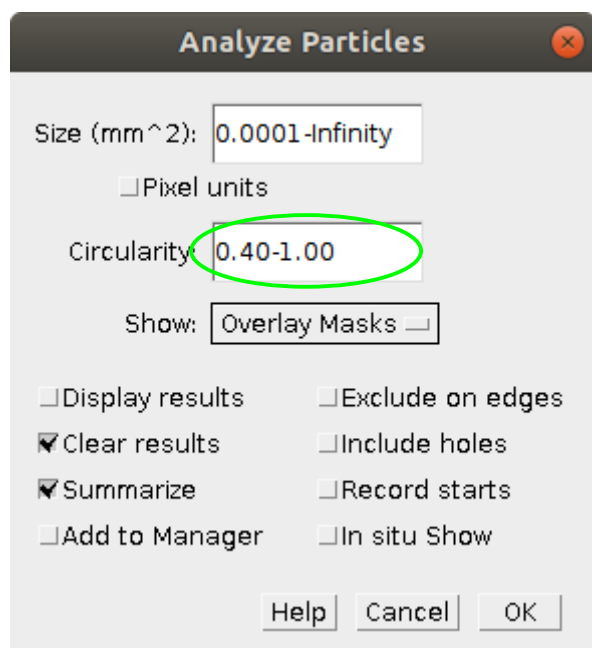 Analyze Particles
Size (mm^2): 0.0001-Infinity
Pixel units
Circularity: 0.40-1.00
Show: Overlay Masks
Display results Exclude on edges
Clear results Include holes
Summarize Record starts
Add to Manager In situ Show
Help Cancel OK